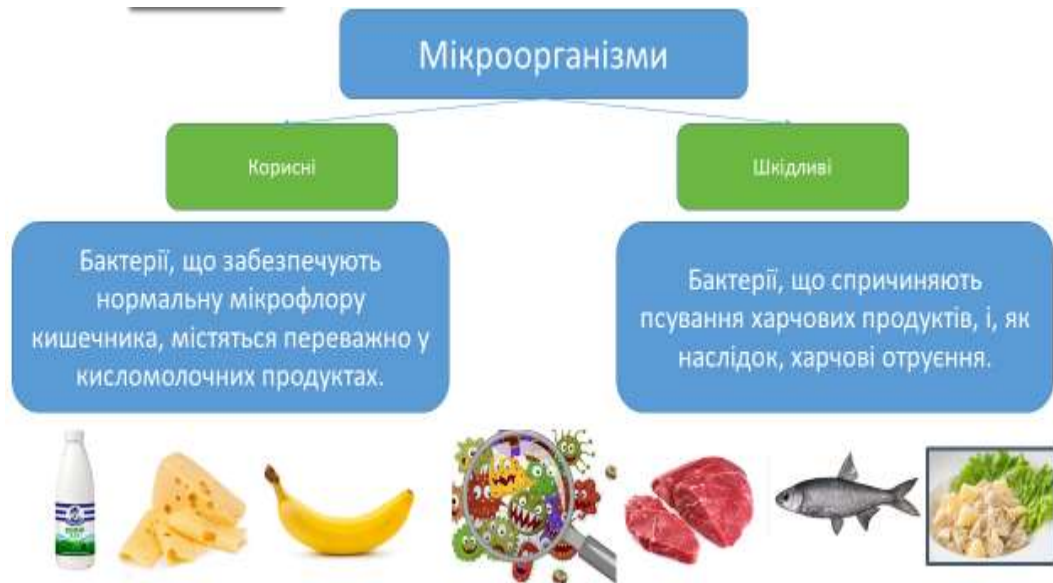 Мікроорганізми
Корисні
Шкідливі
Бактерії, що забезпечують
нормальну мікрофлору
кишечника, містяться переважно у
кисломолочних продуктах.
Бактерії, що спричиняють
псування харчових продуктів, і, як
наслідок, харчові отруєння.